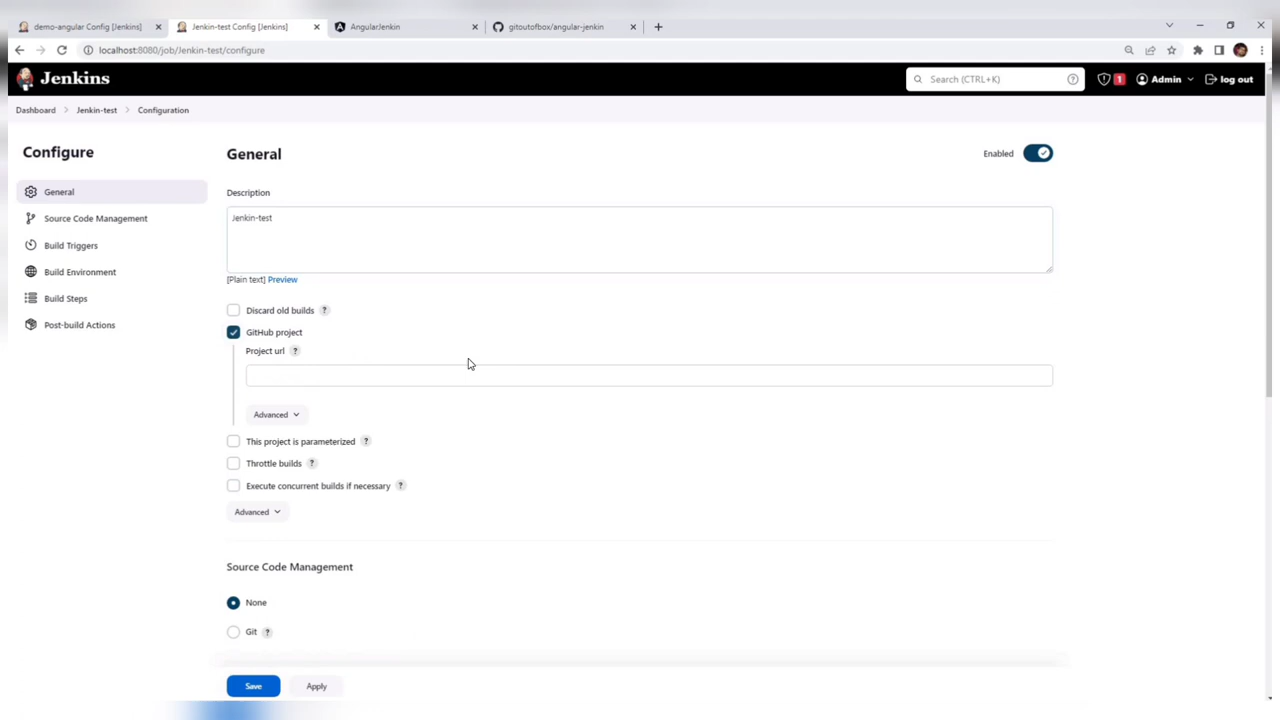 demo-angular Config [Jenkins]
Jenkin-test Config [Jenkins]
AngularJenkin
gitoutofbox/angular-jenkin
localhost:8080/job/Jenkin-test/configure
Jenkins
Search (CTRL+K)
?
1
Admin
log out
Dashboard > Jenkin-test > Configuration
Configure
General
Source Code Management
Build Triggers
Build Environment
Build Steps
Post-build Actions
General
Enabled
Description
Jenkin-test
[Plain text] Preview
Discard old builds ?
GitHub project
Project url ?
Advanced
This project is parameterized ?
Throttle builds ?
Execute concurrent builds if necessary ?
Advanced
Source Code Management
None
Git ?
Save
Apply